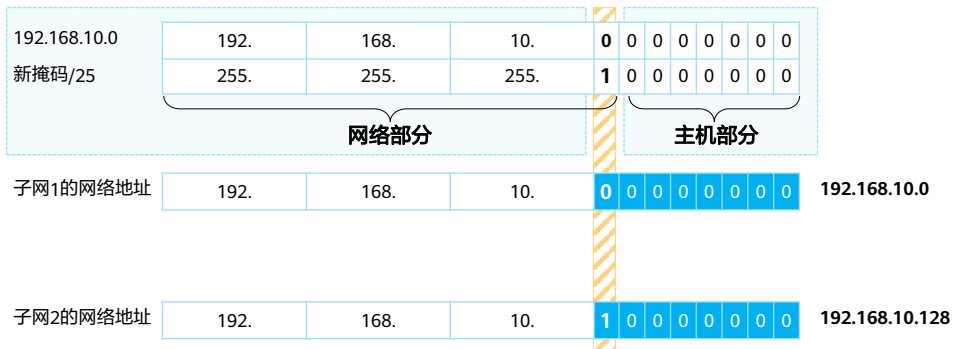 192.168.10.0 192. 168. 10. 0 0 0 0 0 0 0 0
新掩码/25 255. 255. 255. 1 0 0 0 0 0 0 0
网络部分 主机部分
子网1的网络地址 192. 168. 10. 0 0 0 0 0 0 0 0 192.168.10.0
子网2的网络地址 192. 168. 10. 1 0 0 0 0 0 0 0 192.168.10.128